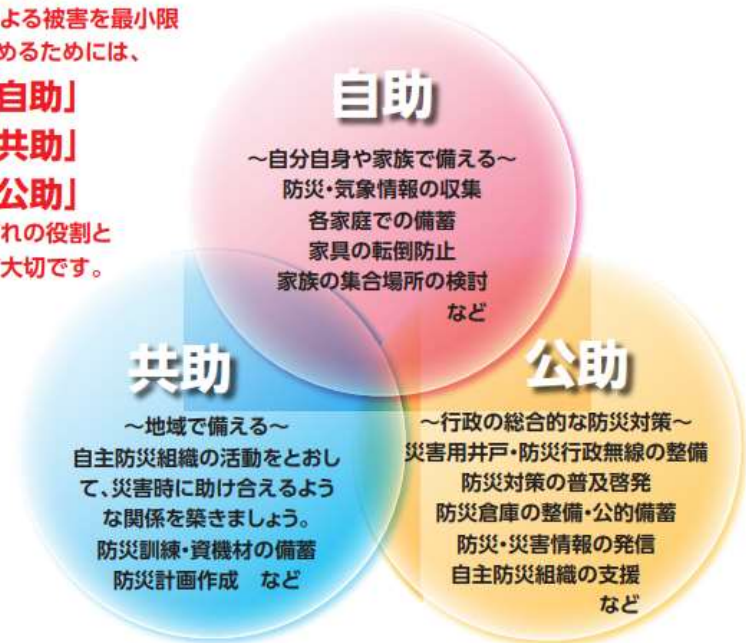 よる被害を最小限
めるためには、
自助」
共助」
公助」
れの役割と
大切です。
自助
～自分自身や家族で備える～
防災・気象情報の収集
各家庭での備蓄
家具の転倒防止
家族の集合場所の検討
など
共助
～地域で備える～
自主防災組織の活動をとおし
て、災害時に助け合えるよう
な関係を築きましょう。
防災訓練・資機材の備蓄
防災計画作成 など
公助
～行政の総合的な防災対策～
災害用井戸・防災行政無線の整備
防災対策の普及啓発
防災倉庫の整備・公的備蓄
防災・災害情報の発信
自主防災組織の支援
など